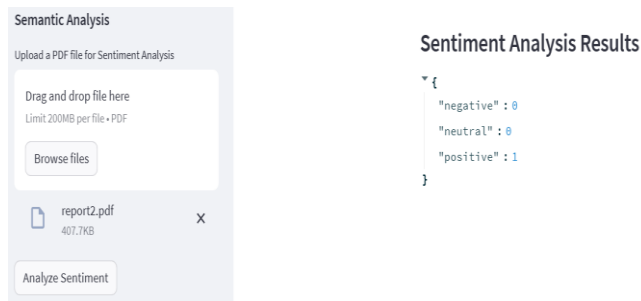 Semantic Analysis
Upload a PDF file for Sentiment Analysis
Drag and drop file here
Limit 200MB per file • PDF
Browse files
report2.pdf
407.7KB
X
Analyze Sentiment
Sentiment Analysis Results
{
"negative" : 0
"neutral" : 0
"positive" : 1
}